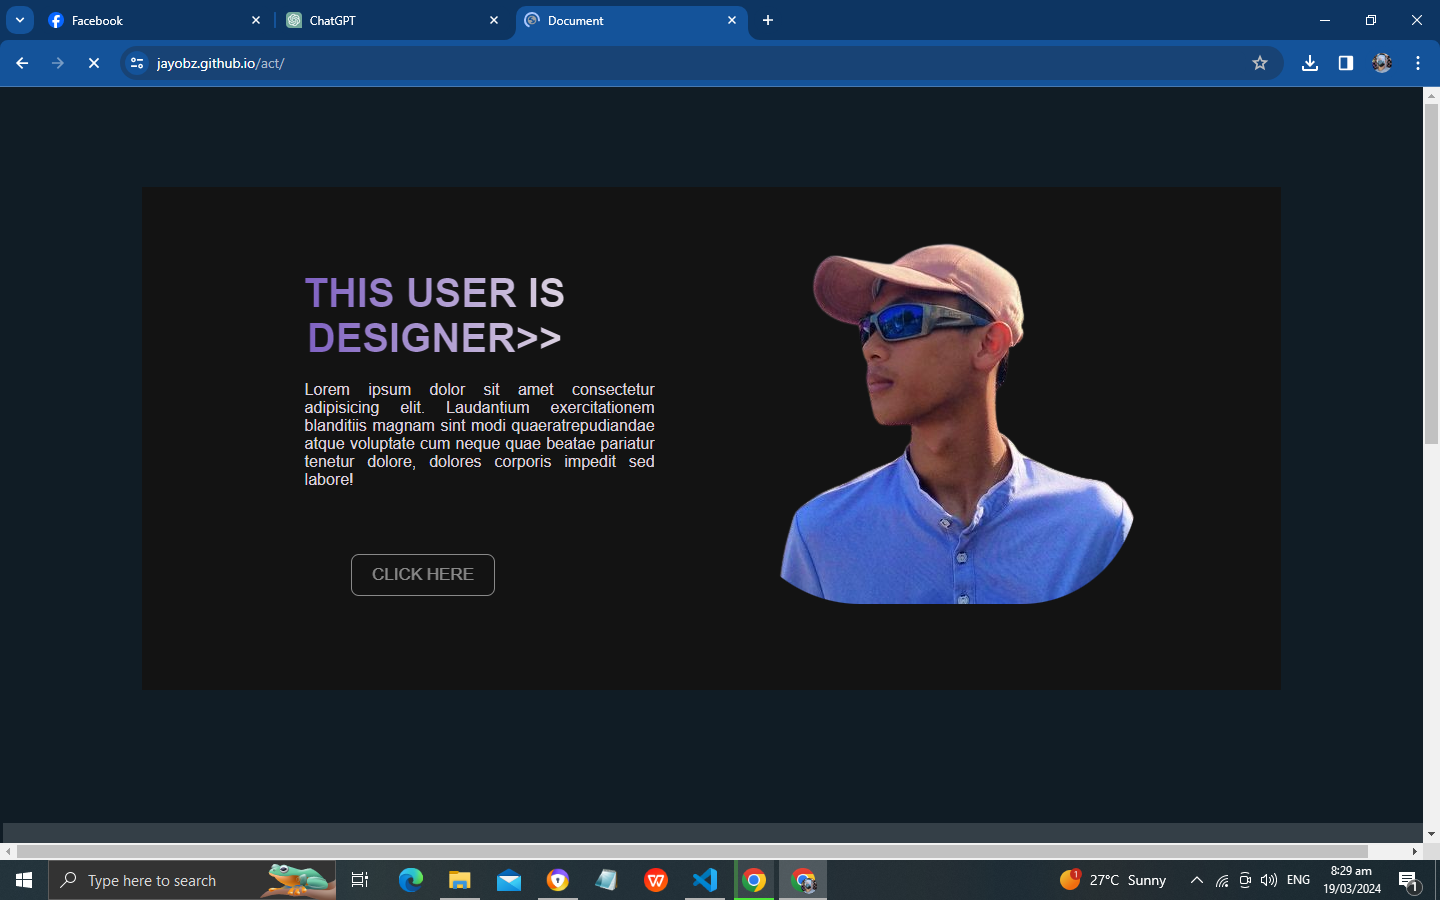 Facebook
ChatGPT
Document
jayobz.github.io/act/
THIS USER IS
DESIGNER>>
Lorem ipsum dolor sit amet consectetur
adipisicing elit. Laudantium exercitationem
blanditiis magnam sint modi quaeratrepudiandae
atque voluptate cum neque quae beatae pariatur
tenetur dolore, dolores corporis impedit sed
labore!
CLICK HERE
Type here to search
1
27°C Sunny
ENG
8:29 am
19/03/2024
1